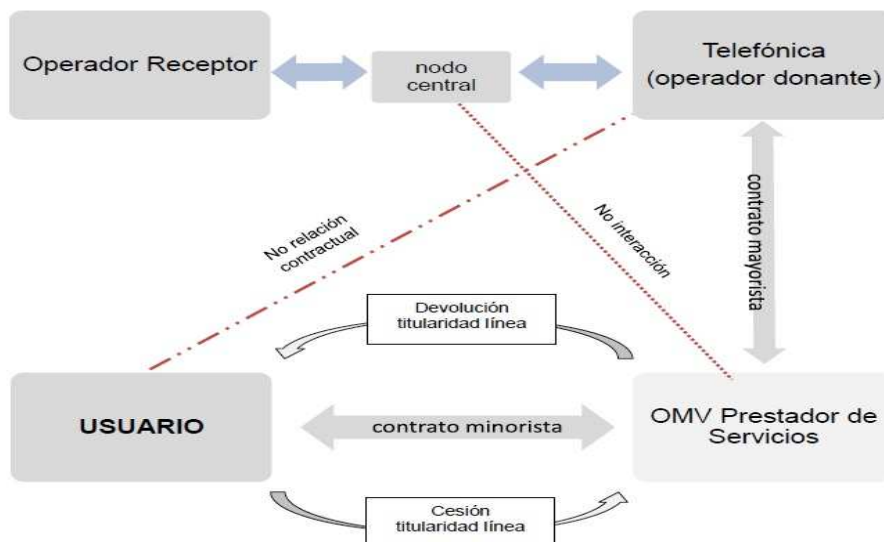 Operador Receptor
nodo
central
Telefónica
(operador donante)
No relación
contractual
No interacción
contrato mayorista
Devolución
titularidad línea
USUARIO
contrato minorista
OMV Prestador de
Servicios
Cesión
titularidad línea